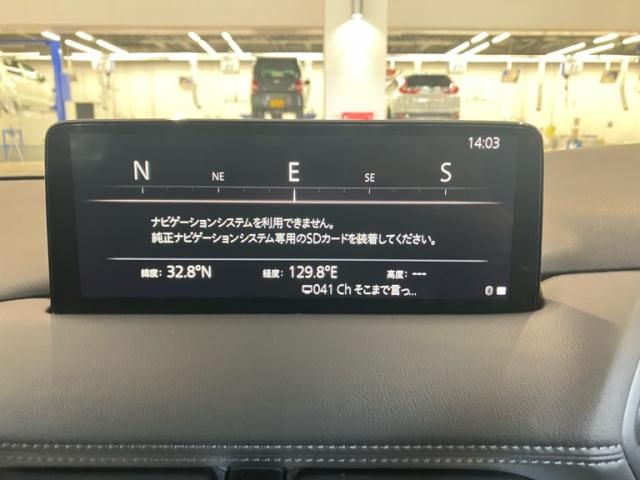 14:03
N NE E SE S
ナビゲーションシステムを利用できません。
純正ナビゲーションシステム専用のSDカードを装着してください。
緯度: 32.8°N 経度: 129.8°E 高度: ---
041 Ch そこまで言っ...